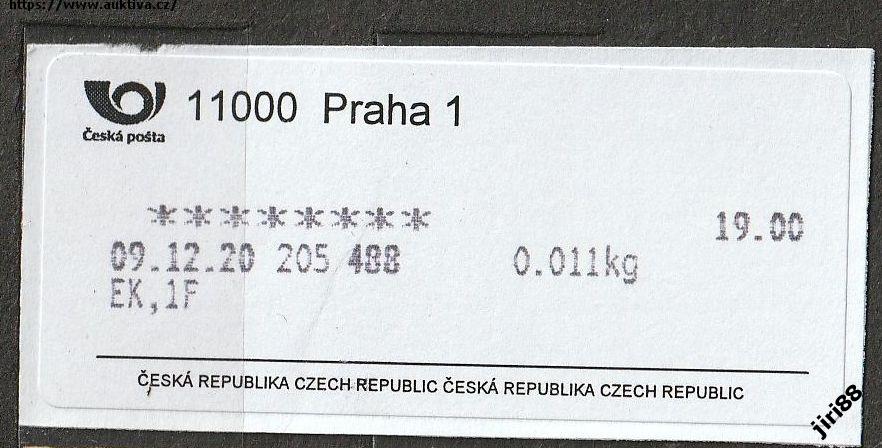 https://www.auktiva.cz/
Česká pošta
11000 Praha 1
********
19.00
09.12.20 205 488 0.011kg
EK,1F
ČESKÁ REPUBLIKA CZECH REPUBLIC ČESKÁ REPUBLIKA CZECH REPUBLIC
jiri88